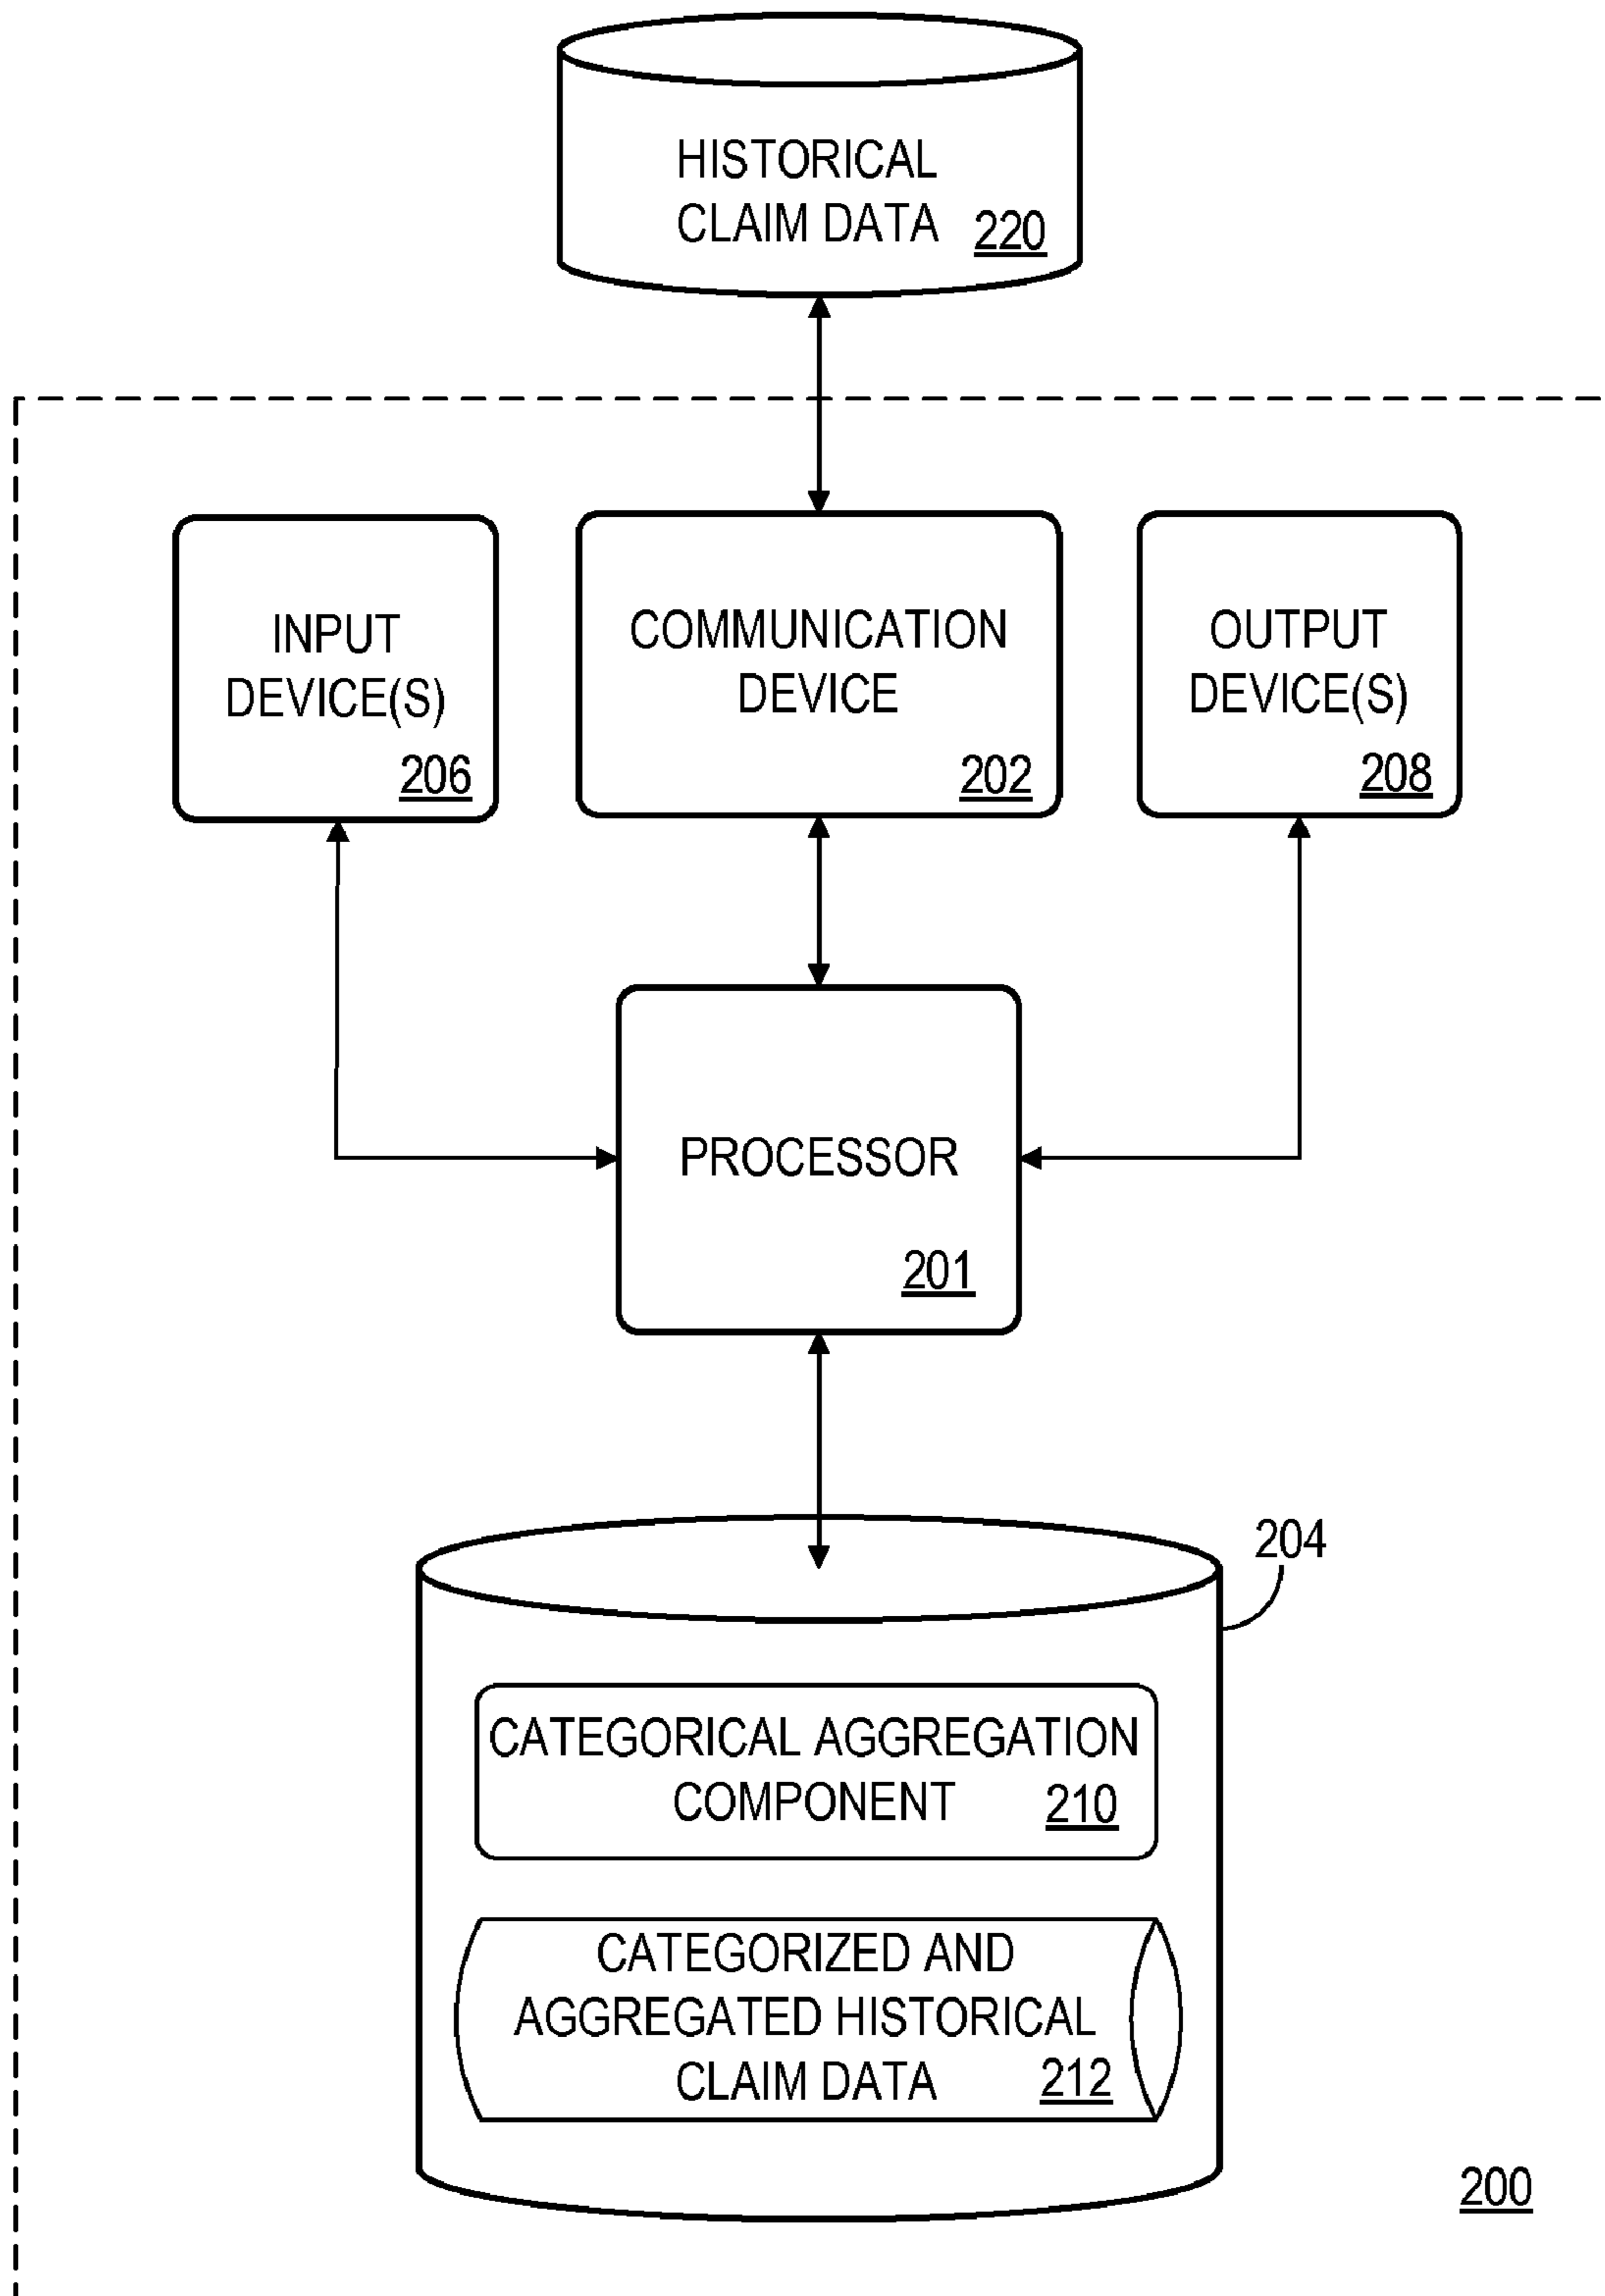 HISTORICAL
CLAIM DATA 220
INPUT
DEVICE(S)
206
COMMUNICATION
DEVICE
202
OUTPUT
DEVICE(S)
208
PROCESSOR
201
204
CATEGORICAL AGGREGATION
COMPONENT 210
CATEGORIZED AND
AGGREGATED HISTORICAL
CLAIM DATA 212
200